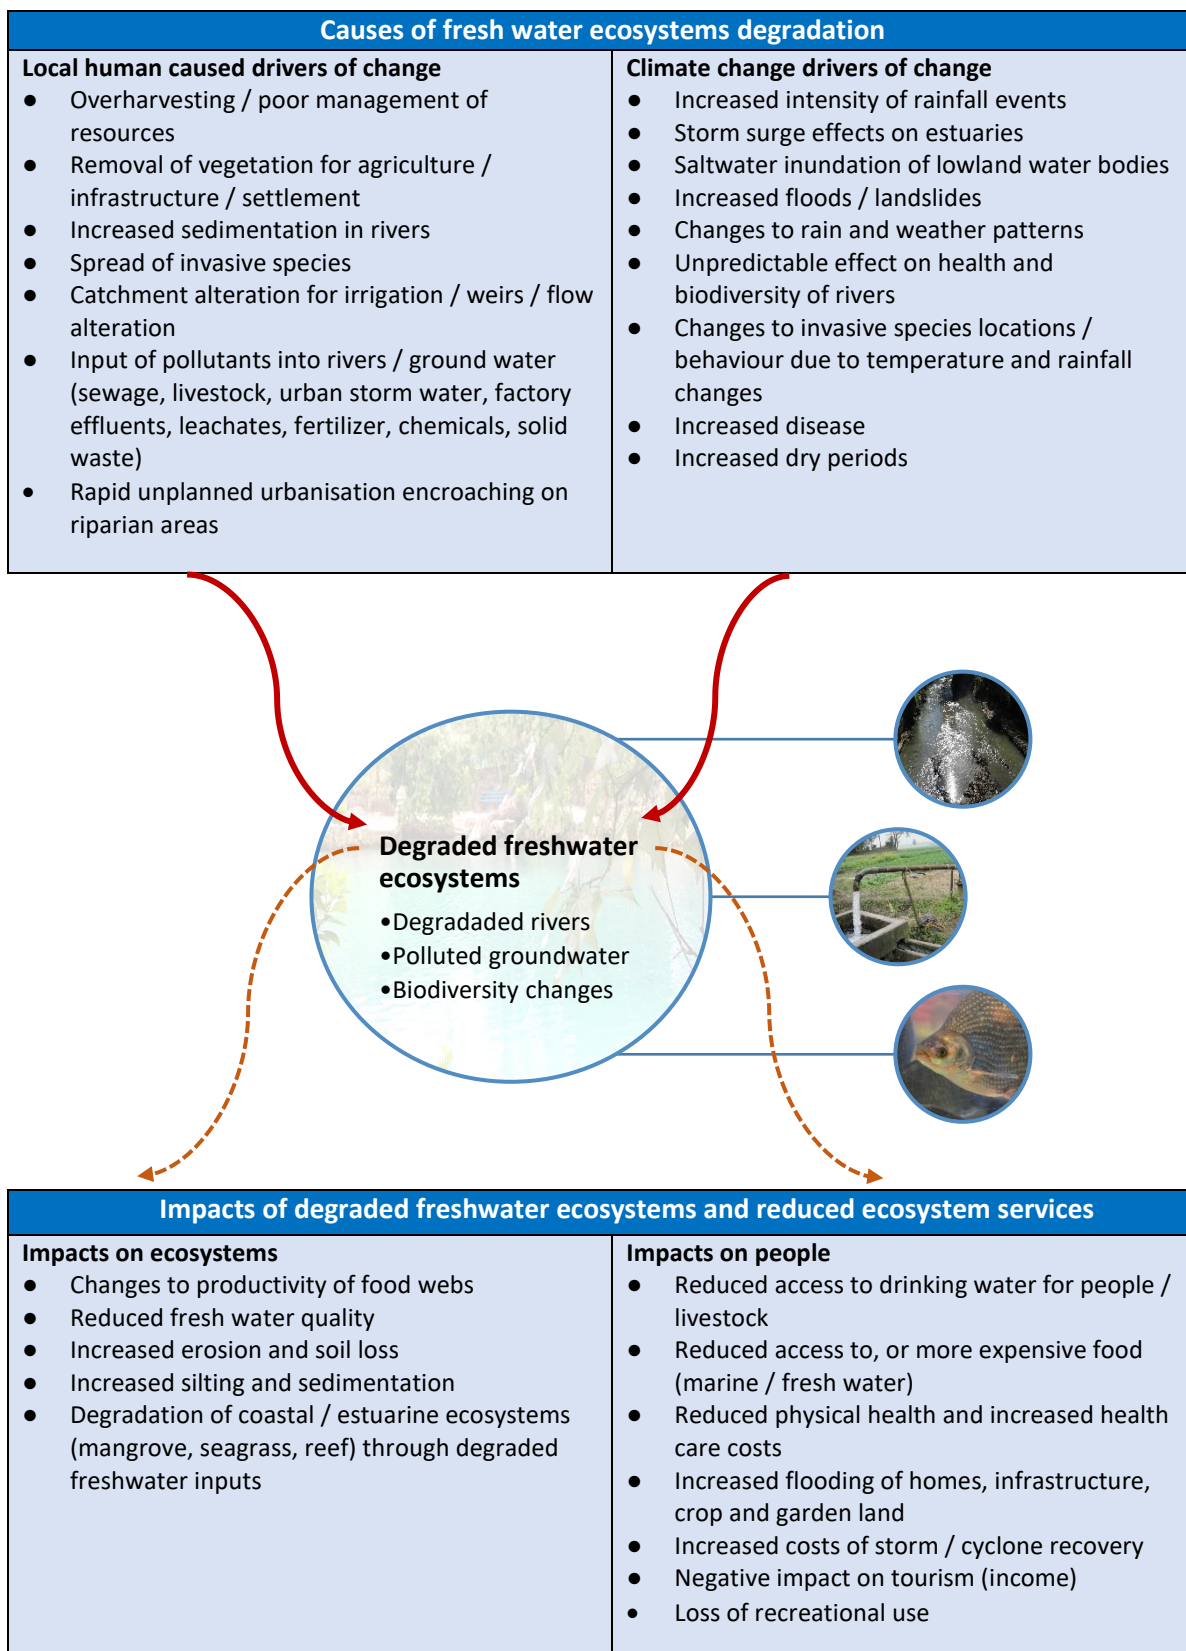 Causes of fresh water ecosystems degradation
Local human caused drivers of change
● Overharvesting / poor management of
resources
● Removal of vegetation for agriculture /
infrastructure / settlement
● Increased sedimentation in rivers
● Spread of invasive species
● Catchment alteration for irrigation / weirs / flow
alteration
● Input of pollutants into rivers / ground water
(sewage, livestock, urban storm water, factory
effluents, leachates, fertilizer, chemicals, solid
waste)
• Rapid unplanned urbanisation encroaching on
riparian areas
Climate change drivers of change
● Increased intensity of rainfall events
● Storm surge effects on estuaries
● Saltwater inundation of lowland water bodies
● Increased floods / landslides
● Changes to rain and weather patterns
● Unpredictable effect on health and
biodiversity of rivers
● Changes to invasive species locations /
behaviour due to temperature and rainfall
changes
● Increased disease
● Increased dry periods
Degraded freshwater
ecosystems
•Degradaded rivers
•Polluted groundwater
•Biodiversity changes
Impacts of degraded freshwater ecosystems and reduced ecosystem services
Impacts on ecosystems
● Changes to productivity of food webs
● Reduced fresh water quality
● Increased erosion and soil loss
● Increased silting and sedimentation
● Degradation of coastal / estuarine ecosystems
(mangrove, seagrass, reef) through degraded
freshwater inputs
Impacts on people
● Reduced access to drinking water for people /
livestock
● Reduced access to, or more expensive food
(marine / fresh water)
● Reduced physical health and increased health
care costs
● Increased flooding of homes, infrastructure,
crop and garden land
● Increased costs of storm / cyclone recovery
● Negative impact on tourism (income)
• Loss of recreational use